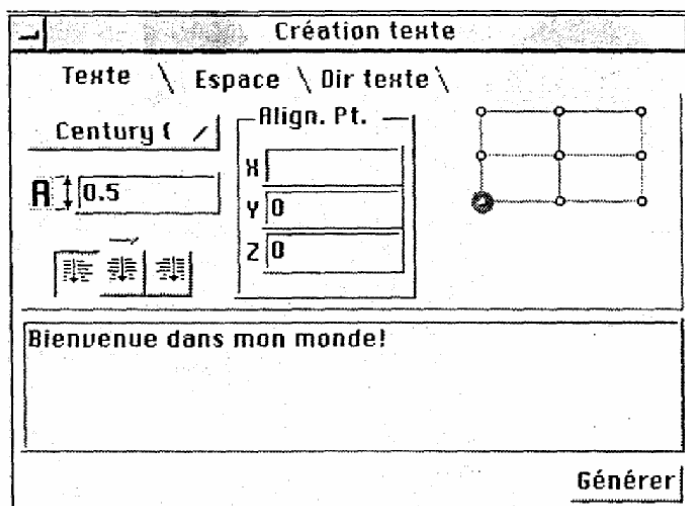 Création texte
Texte \ Espace \ Dir texte \
Century (
Align. Pt.
X
A 0.5
Y 0
Z 0
Bienvenue dans mon monde!
Générer